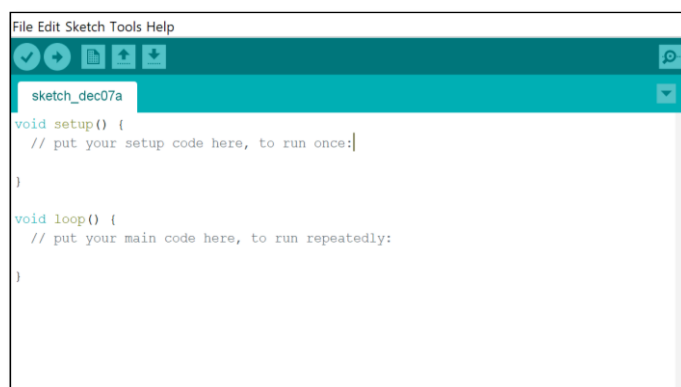 File Edit Sketch Tools Help
sketch_dec07a
void setup() {
  // put your setup code here, to run once:
}
void loop() {
  // put your main code here, to run repeatedly:
}